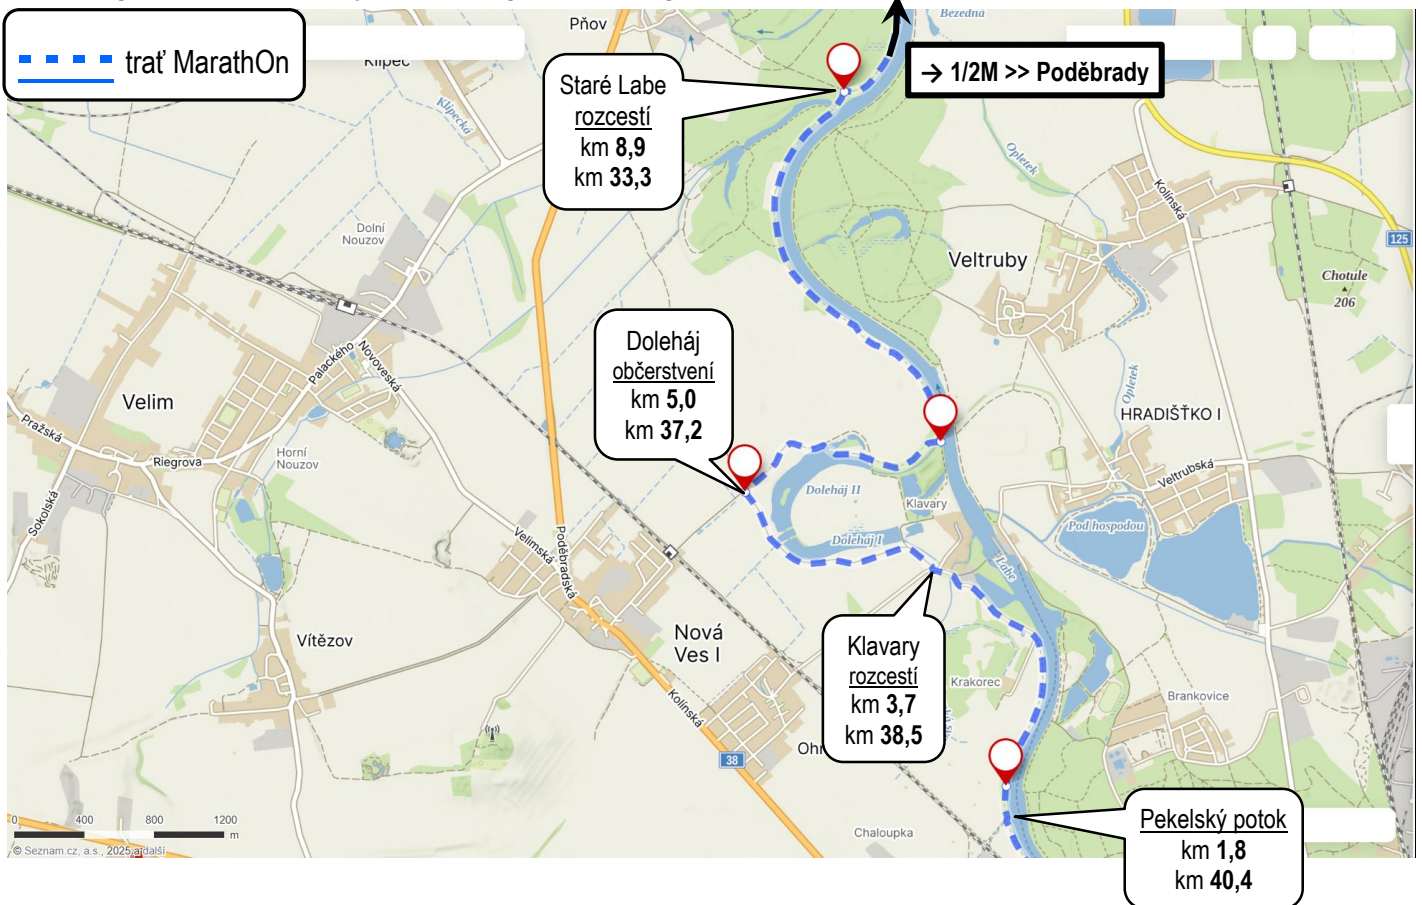 trať MarathOn
Klipec
Klipecká
Pňov
Bezedná
→ 1/2M >> Poděbrady
Staré Labe
rozcestí
km 8,9
km 33,3
Opletek
Kolínská
125
Chotule
206
Dolní
Nouzov
Veltruby
Palackého
Novoveská
Doleháj
občerstvení
km 5,0
km 37,2
Velim
Pražská
Riegrova
Horní
Nouzov
Sokolská
Opletek
HRADIŠŤKO I
Veltrubská
Doleháj II
Klavary
Pod hospodou
Doleháj I
Labe
Velimská
Poděbradská
Vítězov
Nová
Ves I
Klavary
rozcestí
km 3,7
km 38,5
Krakorec
Brankovice
Kolínská
38
Chaloupka
Pekelský potok
km 1,8
km 40,4
0 400 800 1200
m
© Seznam.cz, a.s., 2025 a další